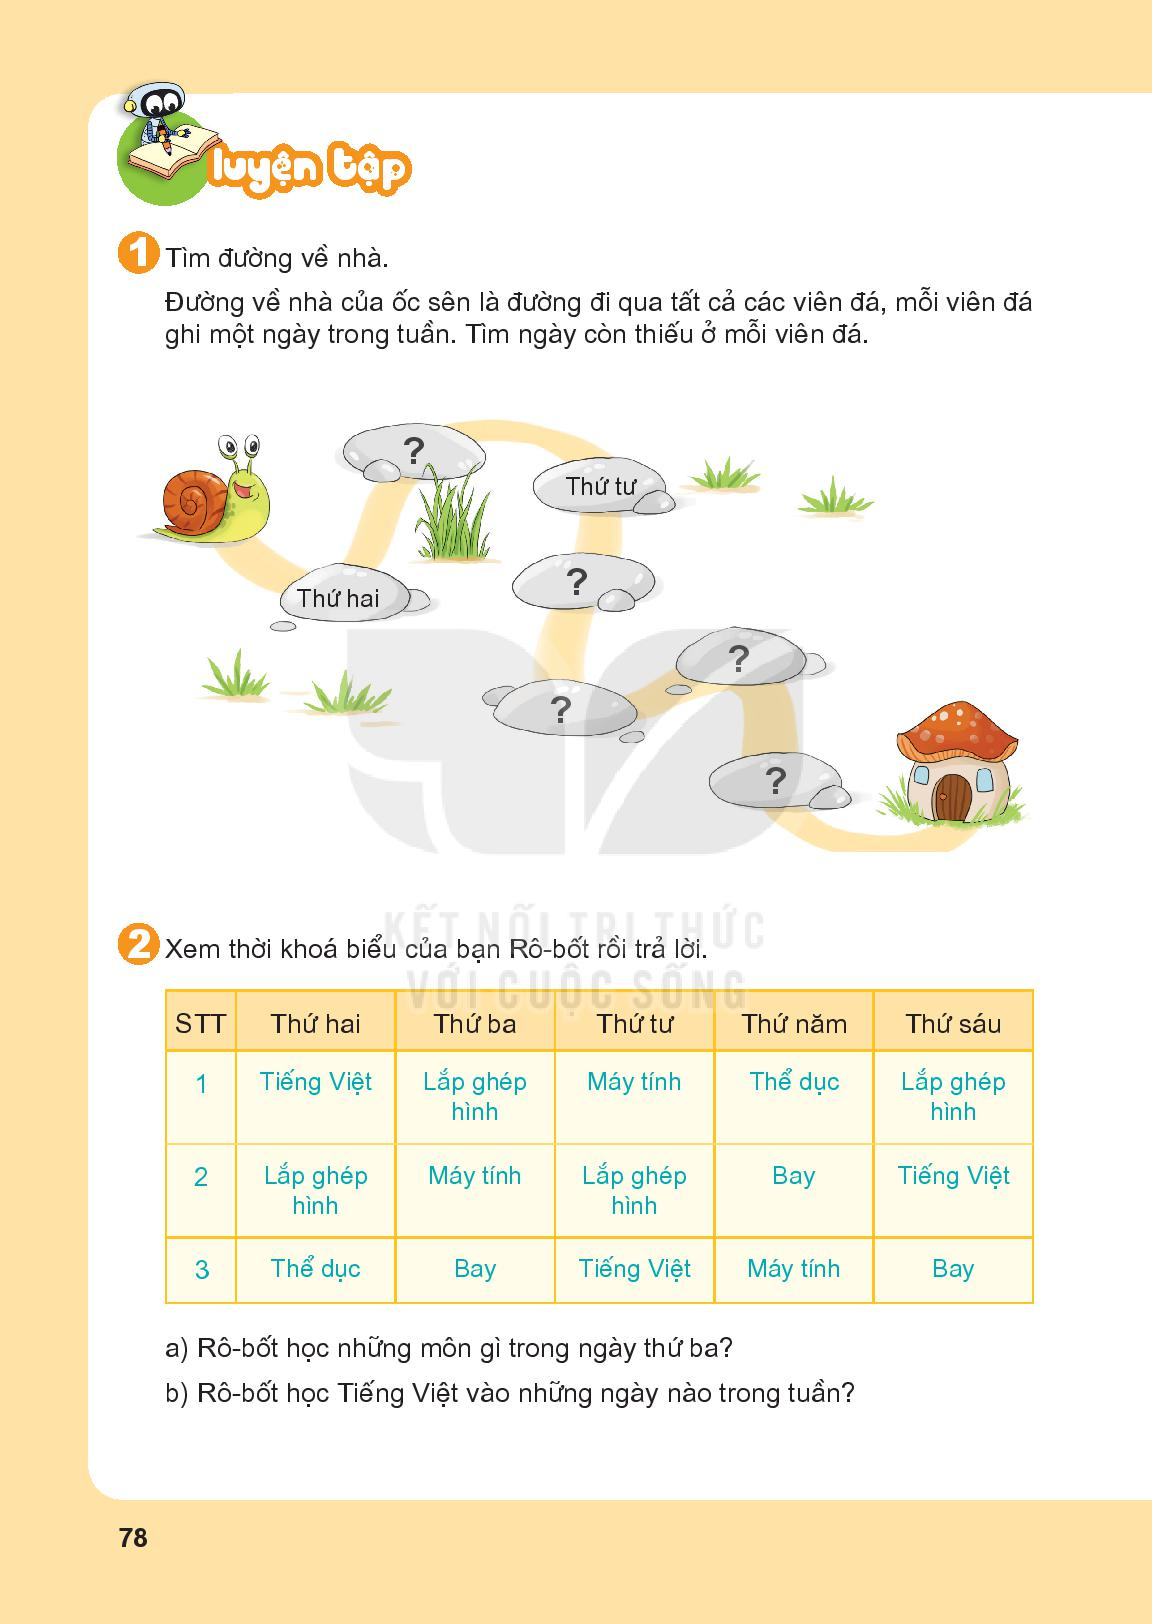 luyện tập
1 Tìm đường về nhà.
Đường về nhà của ốc sên là đường đi qua tất cả các viên đá, mỗi viên đá
ghi một ngày trong tuần. Tìm ngày còn thiếu ở mỗi viên đá.
?
Thứ tư
?
Thứ hai
?
?
?
KẾT NỐI TRI THỨC
VỚI CUỘC SỐNG
2 Xem thời khoá biểu của bạn Rô-bốt rồi trả lời.
STT Thứ hai Thứ ba Thứ tư Thứ năm Thứ sáu
1 Tiếng Việt Lắp ghép hình Máy tính Thể dục Lắp ghép hình
2 Lắp ghép hình Máy tính Lắp ghép hình Bay Tiếng Việt
3 Thể dục Bay Tiếng Việt Máy tính Bay
a) Rô-bốt học những môn gì trong ngày thứ ba?
b) Rô-bốt học Tiếng Việt vào những ngày nào trong tuần?
78